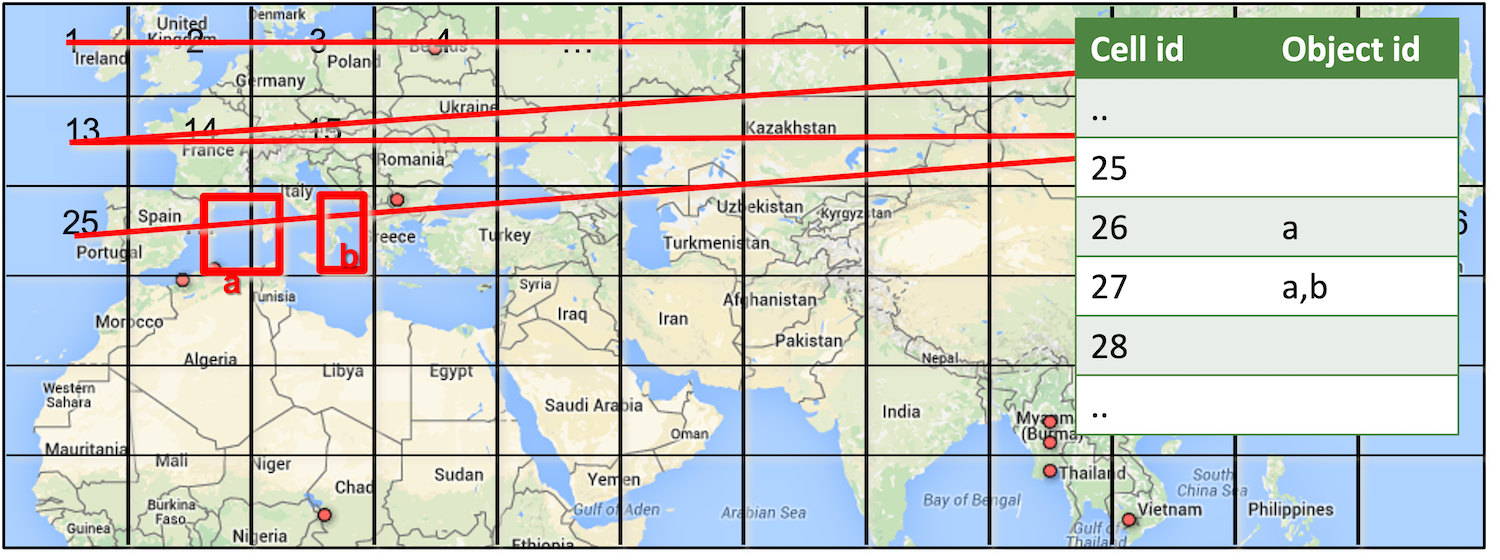 United
Kingdom
Denmark
1
2
3
4
...
Ireland
Belarus
Poland
Germany
Ukraine
13
14
15
France
Kazakhstan
Romania
Italy
Spain
25
Portugal
Greece
Turkey
Uzbekistan
Kyrgyzstan
Turkmenistan
b
a
Syria
Tunisia
Afghanistan
Morocco
Iraq
Iran
Pakistan
Algeria
Libya
Egypt
Nepal
Western
Sahara
Saudi Arabia
India
Oman
Myanm
(Burma)
Mauritania
Mali
Niger
Chad
Sudan
Yemen
Thailand
South
China Sea
Gulf of Aden
Arabian Sea
Bay of Bengal
Burkina
Faso
Guinea
Nigeria
Vietnam
Philippines
Gulf of
Thailand
Ethiopia
Cell id Object id
..
25
26 a
27 a,b
28
..
6